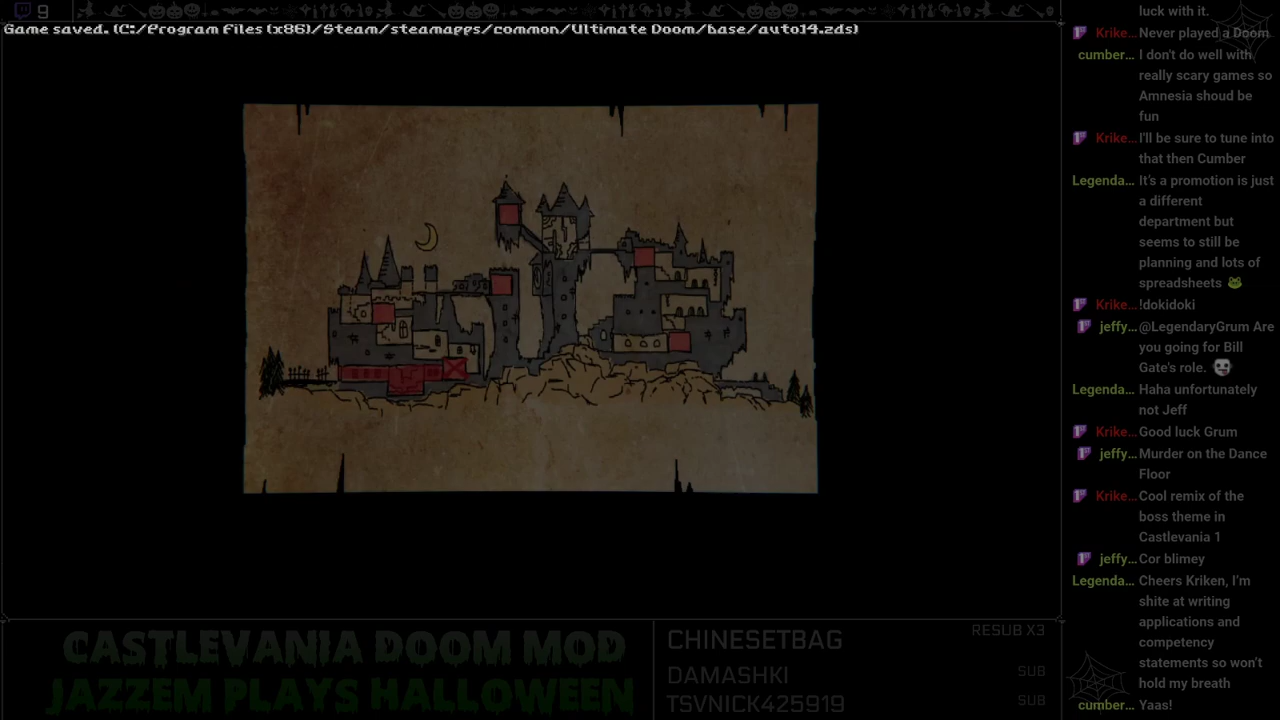 9
Game saved. (C:/Program Files (x86)/Steam/steamapps/common/Ultimate Doom/base/auto14.zds)
luck with it.
Krike... Never played a Doom
cumber... I don't do well with
really scary games so
Amnesia shoud be
fun
Krike... I'll be sure to tune into
that then Cumber
Legenda... It's a promotion is just
a different
department but
seems to still be
planning and lots of
spreadsheets 🐸
Krike... !dokidoki
jeffy... @LegendaryGrum Are
you going for Bill
Gate's role.
Legenda... Haha unfortunately
not Jeff
Krike... Good luck Grum
jeffy... Murder on the Dance
Floor
Krike... Cool remix of the
boss theme in
Castlevania 1
jeffy... Cor blimey
Legenda... Cheers Kriken, I'm
shite at writing
applications and
competency
statements so won't
hold my breath
cumber... Yaas!
CASTLEVANIA DOOM MOD
JAZZEM PLAYS HALLOWEEN
CHINESETBAG RESUB X3
DAMASHKI SUB
TSVNICK425919 SUB